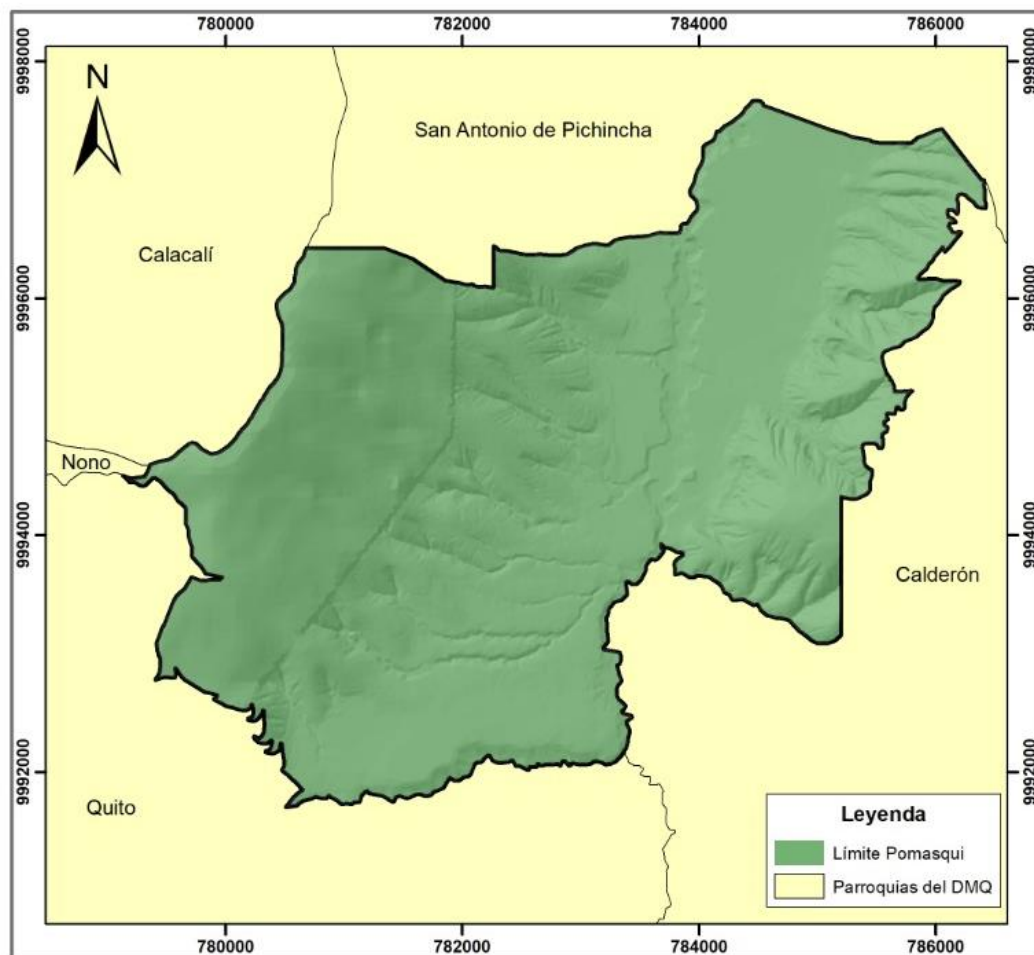 780000 782000 784000 786000
9998000 9998000
N
San Antonio de Pichincha
Calacalí
9996000 9996000
Nono
9994000 9994000
Calderón
9992000 9992000
Quito
Leyenda
Límite Pomasqui
Parroquias del DMQ
780000 782000 784000 786000